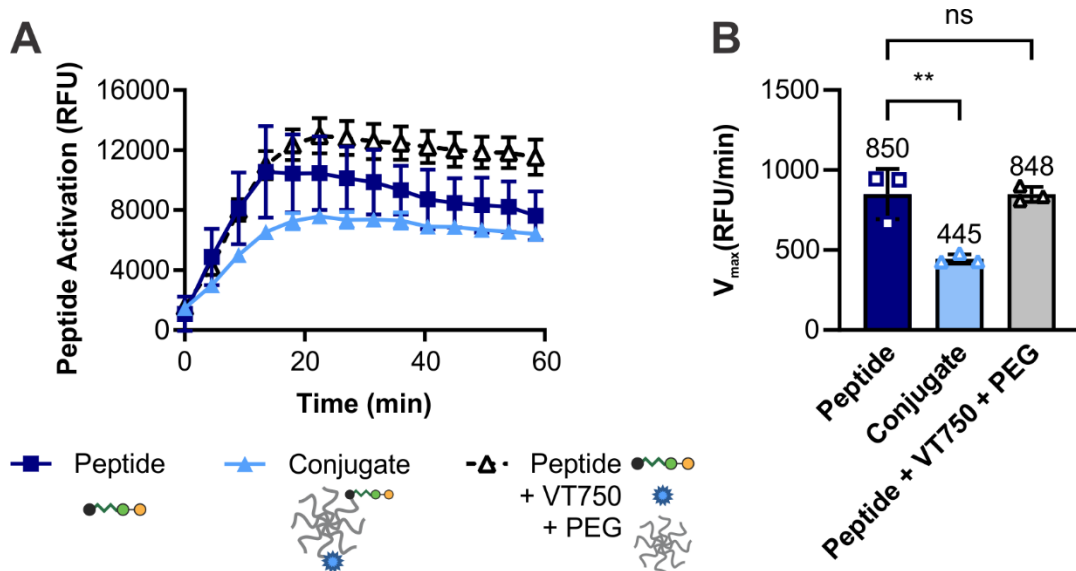 A
Peptide Activation (RFU)
16000
12000
8000
4000
0
0
20
40
60
Time (min)
Peptide
Conjugate
Peptide
+ VT750
+ PEG
B
ns
**
V_max(RFU/min)
1500
1000
500
0
850
445
848
Peptide
Conjugate
Peptide + VT750 + PEG